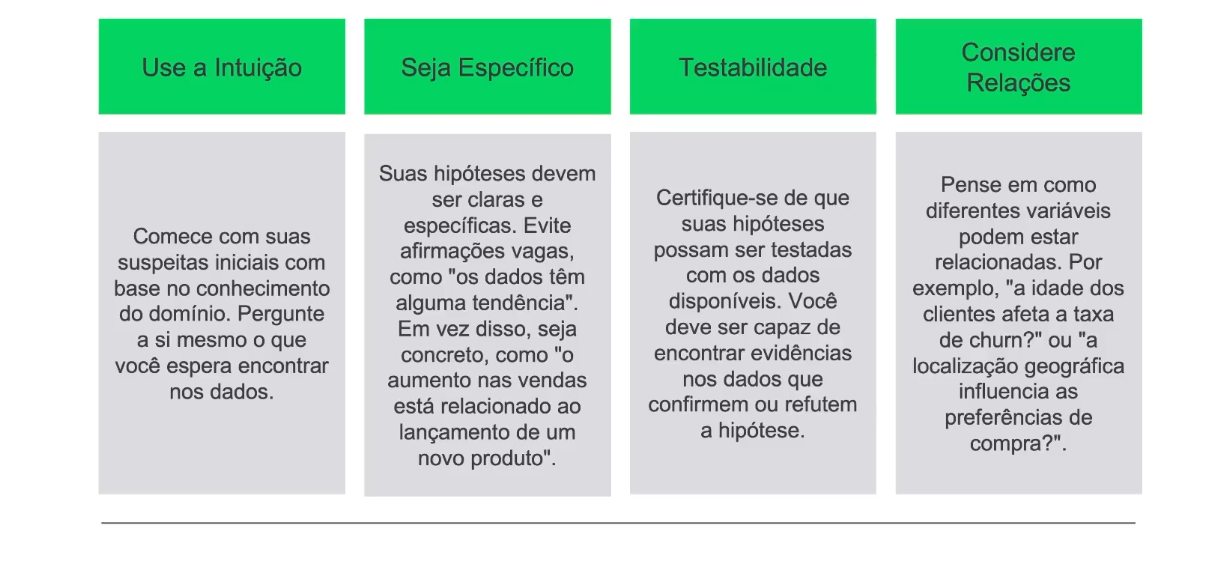 Use a Intuição
Seja Específico
Testabilidade
Considere
Relações
Comece com suas
suspeitas iniciais com
base no conhecimento
do domínio. Pergunte
a si mesmo o que
você espera encontrar
nos dados.
Suas hipóteses devem
ser claras e
específicas. Evite
afirmações vagas,
como "os dados têm
alguma tendência".
Em vez disso, seja
concreto, como "o
aumento nas vendas
está relacionado ao
lançamento de um
novo produto".
Certifique-se de que
suas hipóteses
possam ser testadas
com os dados
disponíveis. Você
deve ser capaz de
encontrar evidências
nos dados que
confirmem ou refutem
a hipótese.
Pense em como
diferentes variáveis
podem estar
relacionadas. Por
exemplo, "a idade dos
clientes afeta a taxa
de churn?" ou "a
localização geográfica
influencia as
preferências de
compra?".